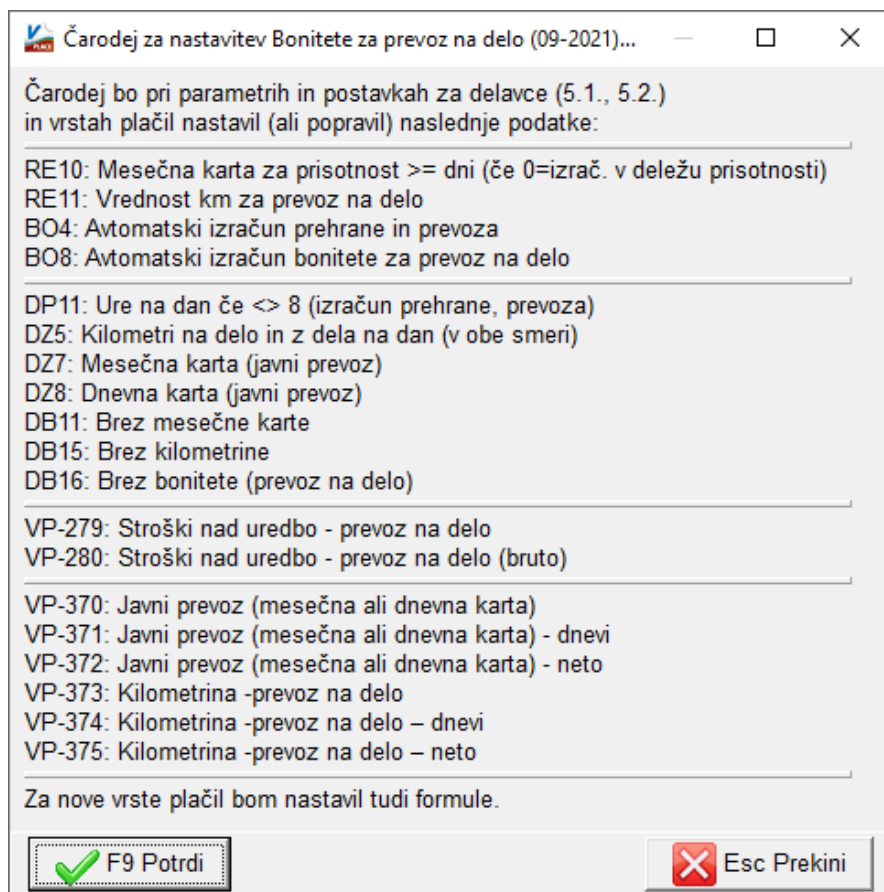 Čarodej za nastavitev Bonitete za prevoz na delo (09-2021)...
Čarodej bo pri parametrih in postavkah za delavce (5.1., 5.2.)
in vrstah plačil nastavil (ali popravil) naslednje podatke:
RE10: Mesečna karta za prisotnost >= dni (če 0=izrač. v deležu prisotnosti)
RE11: Vrednost km za prevoz na delo
BO4: Avtomatski izračun prehrane in prevoza
BO8: Avtomatski izračun bonitete za prevoz na delo
DP11: Ure na dan če <> 8 (izračun prehrane, prevoza)
DZ5: Kilometri na delo in z dela na dan (v obe smeri)
DZ7: Mesečna karta (javni prevoz)
DZ8: Dnevna karta (javni prevoz)
DB11: Brez mesečne karte
DB15: Brez kilometrine
DB16: Brez bonitete (prevoz na delo)
VP-279: Stroški nad uredbo - prevoz na delo
VP-280: Stroški nad uredbo - prevoz na delo (bruto)
VP-370: Javni prevoz (mesečna ali dnevna karta)
VP-371: Javni prevoz (mesečna ali dnevna karta) - dnevi
VP-372: Javni prevoz (mesečna ali dnevna karta) - neto
VP-373: Kilometrina -prevoz na delo
VP-374: Kilometrina -prevoz na delo – dnevi
VP-375: Kilometrina -prevoz na delo – neto
Za nove vrste plačil bom nastavil tudi formule.
F9 Potrdi
Esc Prekini